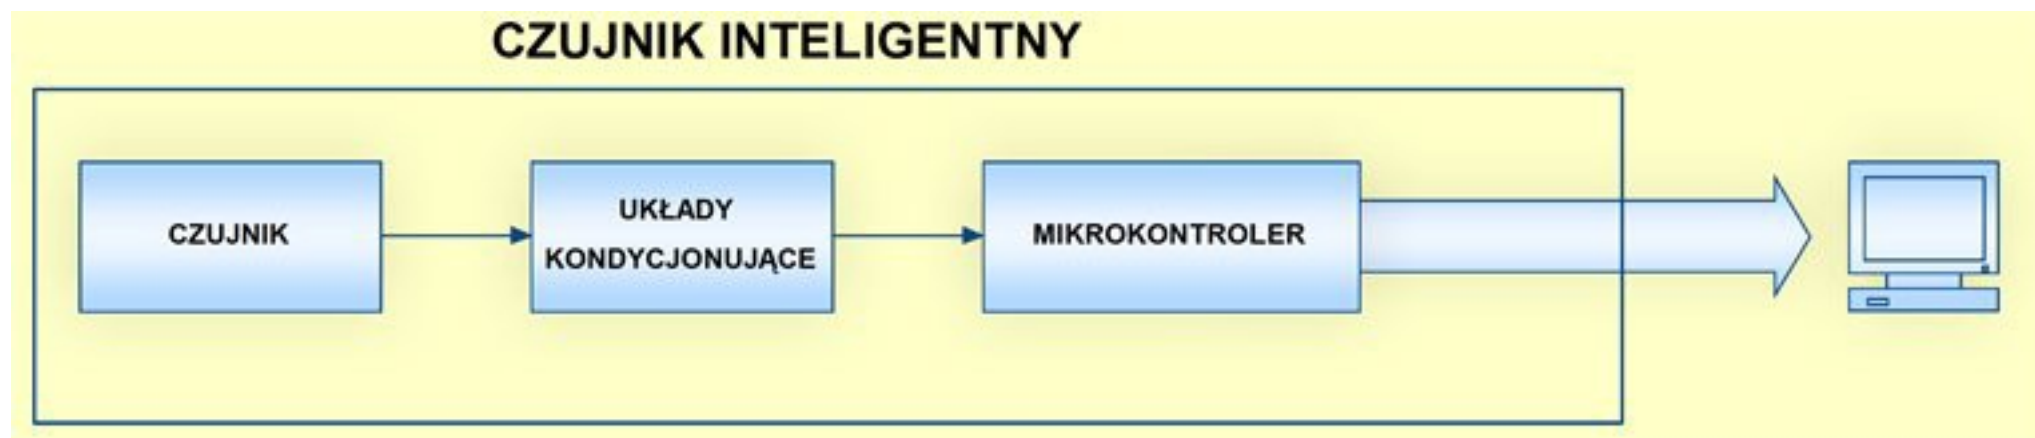 CZUJNIK INTELIGENTNY
CZUJNIK
UKŁADY
KONDYCJONUJĄCE
MIKROKONTROLER